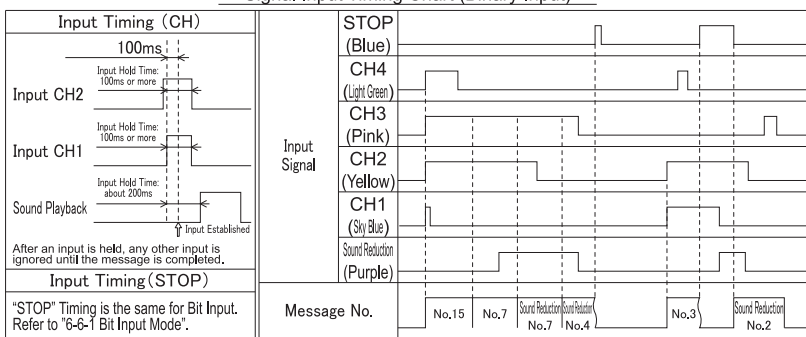 Signal Input Timing Chart (Binary Input)
Input Timing (CH)
100ms
Input Hold Time:
100ms or more
Input CH2
Input Hold Time:
100ms or more
Input CH1
Input Hold Time:
about 200ms
Sound Playback
Input Established
After an input is held, any other input is
ignored until the message is completed.
Input Timing(STOP)
"STOP" Timing is the same for Bit Input.
Refer to "6-6-1 Bit Input Mode".
Input
Signal
STOP
(Blue)
CH4
(Light Green)
CH3
(Pink)
CH2
(Yellow)
CH1
(Sky Blue)
Sound Reduction
(Purple)
Message No.
No.15
No.7
Sound Reduction
No.7
Sound Reduction
No.4
No.3
Sound Reduction
No.2